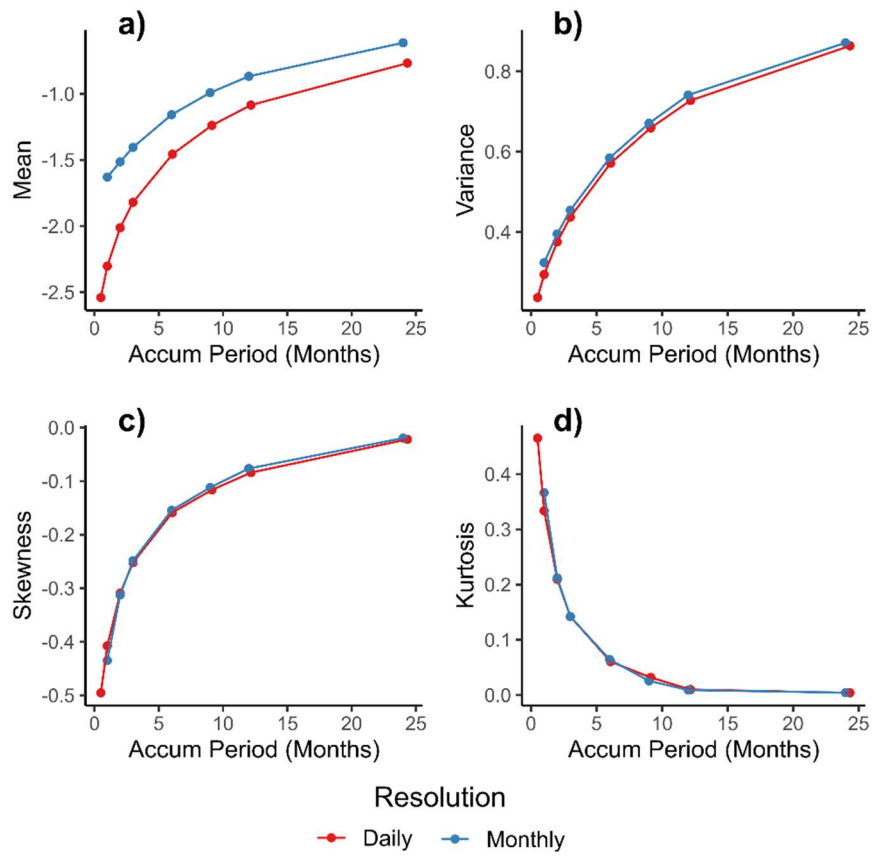 a)
Mean
-1.0
-1.5
-2.0
-2.5
0 5 10 15 20 25
Accum Period (Months)
b)
Variance
0.8
0.6
0.4
0 5 10 15 20 25
Accum Period (Months)
c)
Skewness
0.0
-0.1
-0.2
-0.3
-0.4
-0.5
0 5 10 15 20 25
Accum Period (Months)
d)
Kurtosis
0.4
0.3
0.2
0.1
0.0
0 5 10 15 20 25
Accum Period (Months)
Resolution
Daily Monthly